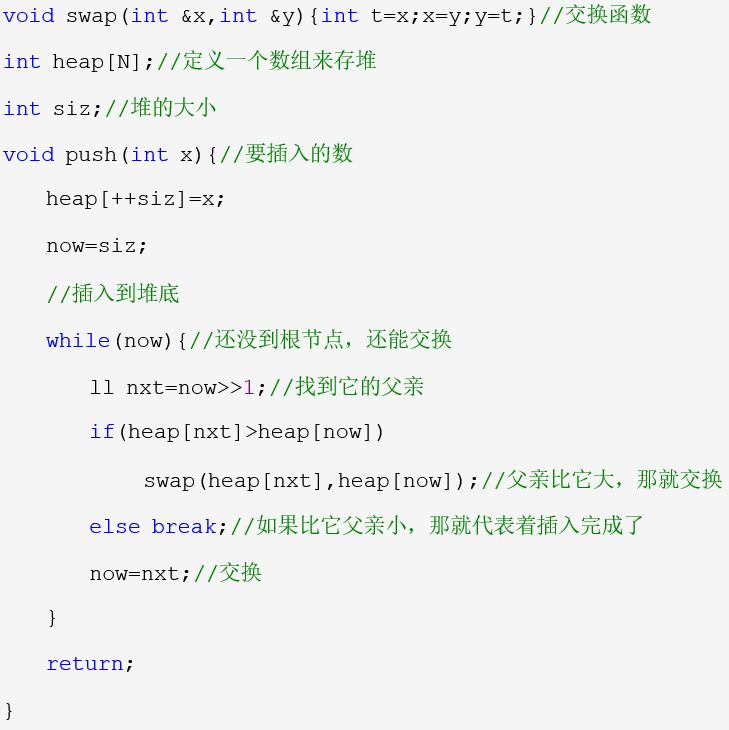 void swap(int &x,int &y){int t=x;x=y;y=t;}//交换函数
int heap[N];//定义一个数组来存堆
int siz;//堆的大小
void push(int x){//要插入的数
heap[++siz]=x;
now=siz;
//插入到堆底
while(now){//还没到根节点，还能交换
ll nxt=now>>1;//找到它的父亲
if(heap[nxt]>heap[now])
swap(heap[nxt],heap[now]);//父亲比它大，那就交换
else break;//如果比它父亲小，那就代表着插入完成了
now=nxt;//交换
}
return;
}